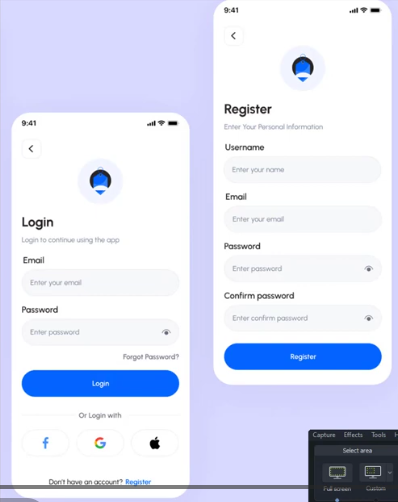 9:41
Login
Login to continue using the app
Email
Enter your email
Password
Enter password
Forgot Password?
Login
Or Login with
Don't have an account? Register
9:41
Register
Enter Your Personal Information
Username
Enter your name
Email
Enter your email
Password
Enter password
Confirm password
Enter confirm password
Register
Capture Effects Tools
Select area
Full screen Custom